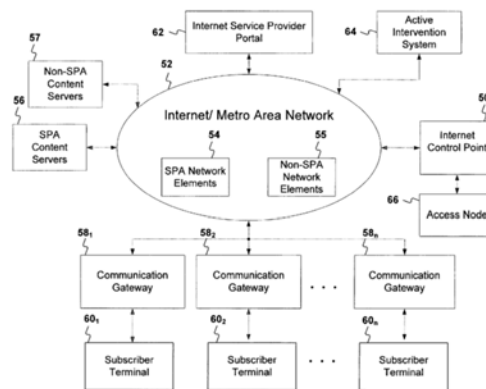 57
62
Internet Service Provider
Portal
64
Active
Intervention
System
Non-SPA
Content Servers
52
56
SPA
Content
Servers
Internet/ Metro Area Network
54
55
SPA Network
Elements
Non-SPA
Network
Elements
Internet
Control Point
66
Access Node
58₁
58₂
58ₙ
Communication
Gateway
Communication
Gateway
. . .
Communication
Gateway
60₁
60₂
60ₙ
Subscriber
Terminal
Subscriber
Terminal
. . .
Subscriber
Terminal